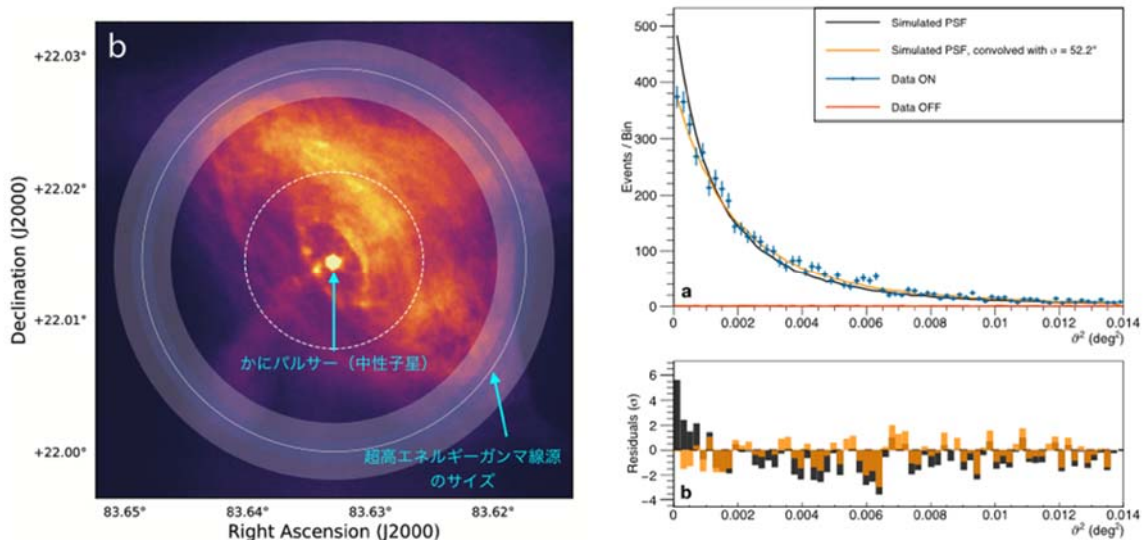 b
+22.03°
+22.02°
+22.01°
+22.00°
Declination (J2000)
かにパルサー（中性子星）
超高エネルギーガンマ線源
のサイズ
83.65°
83.64°
83.63°
83.62°
Right Ascension (J2000)
Simulated PSF
Simulated PSF, convolved with σ = 52.2"
Data ON
Data OFF
Events / Bin
500
400
300
200
100
0
a
0
0.002
0.004
0.006
0.008
0.01
0.012
0.014
ϑ² (deg²)
Residuals (σ)
6
4
2
0
−2
−4
b
0
0.002
0.004
0.006
0.008
0.01
0.012
0.014
ϑ² (deg²)